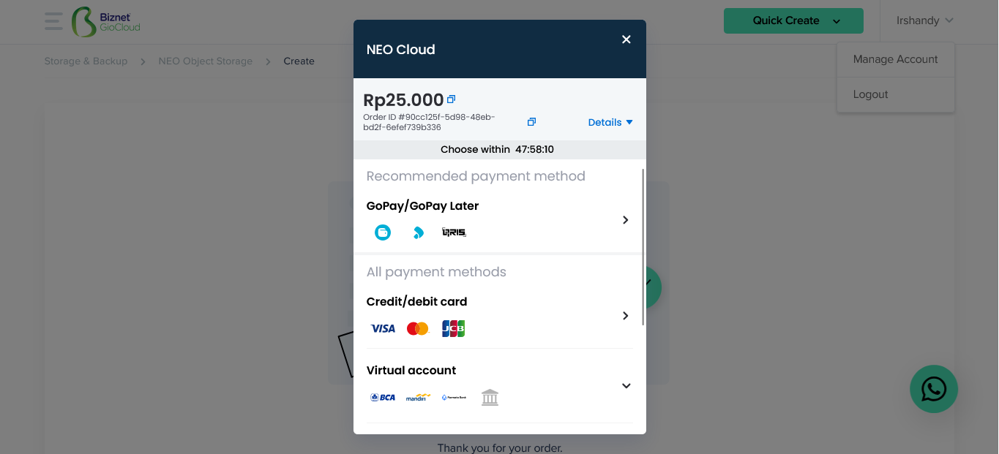 Biznet
GioCloud
Quick Create
Irshandy
Storage & Backup
NEO Object Storage
Create
Manage Account
Logout
NEO Cloud
Rp25.000
Order ID #90cc125f-5d98-48eb-
bd2f-6efef739b336
Details
Choose within 47:58:10
Recommended payment method
GoPay/GoPay Later
QRIS
All payment methods
Credit/debit card
VISA
JCB
Virtual account
BCA
mandiri
PermataBank
Thank you for your order.